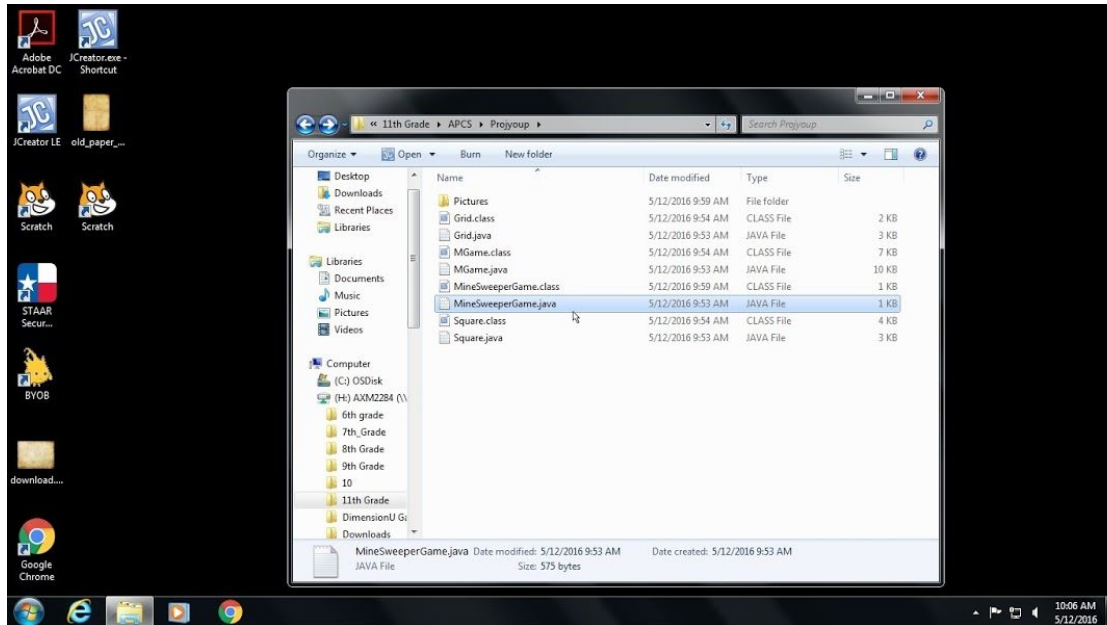 Adobe Acrobat DC
JCreator.exe - Shortcut
JCreator LE
old_paper_...
Scratch
Scratch
STAAR Secur...
BYOB
download....
Google Chrome
« 11th Grade ▸ APCS ▸ Projyoup ▸
Search Projyoup
Organize Open Burn New folder
Desktop
Downloads
Recent Places
Libraries
Libraries
Documents
Music
Pictures
Videos
Computer
(C:) OSDisk
(H:) AXM2284 (\\
6th grade
7th_Grade
8th Grade
9th Grade
10
11th Grade
DimensionU Ga
Downloads
Name Date modified Type Size
Pictures 5/12/2016 9:59 AM File folder
Grid.class 5/12/2016 9:54 AM CLASS File 2 KB
Grid.java 5/12/2016 9:53 AM JAVA File 3 KB
MGame.class 5/12/2016 9:54 AM CLASS File 7 KB
MGame.java 5/12/2016 9:53 AM JAVA File 10 KB
MineSweeperGame.class 5/12/2016 9:59 AM CLASS File 1 KB
MineSweeperGame.java 5/12/2016 9:53 AM JAVA File 1 KB
Square.class 5/12/2016 9:54 AM CLASS File 4 KB
Square.java 5/12/2016 9:53 AM JAVA File 3 KB
MineSweeperGame.java Date modified: 5/12/2016 9:53 AM Date created: 5/12/2016 9:53 AM
JAVA File Size: 575 bytes
10:06 AM
5/12/2016